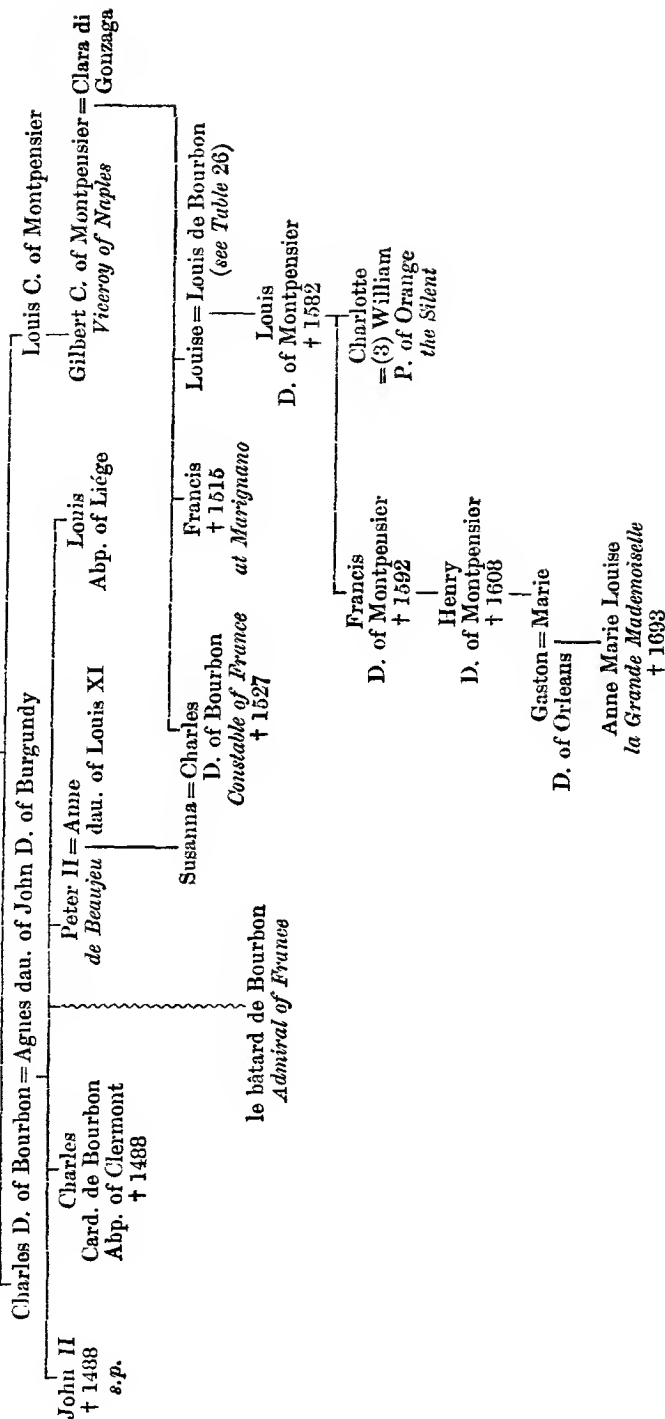 Charles D. of Bourbon=Agnes dau. of John D. of Burgundy
Louis C. of Montpensier
John II
† 1488
s.p.
Charles
Card. de Bourbon
Abp. of Clermont
† 1488
le bâtard de Bourbon
Admiral of France
Peter II=Anne
de Beaujeu dau. of Louis XI
Louis
Abp. of Liége
Gilbert C. of Montpensier=Clara di
Viceroy of Naples Gonzaga
Susanna=Charles
D. of Bourbon
Constable of France
† 1527
Francis
† 1515
at Marignano
Louise=Louis de Bourbon
(see Table 26)
Louis
D. of Montpensier
† 1582
Francis
D. of Montpensier
† 1592
Charlotte
=(3) William
P. of Orange
the Silent
Henry
D. of Montpensier
† 1608
Gaston=Marie
D. of Orleans
Anne Marie Louise
la Grande Mademoiselle
† 1693